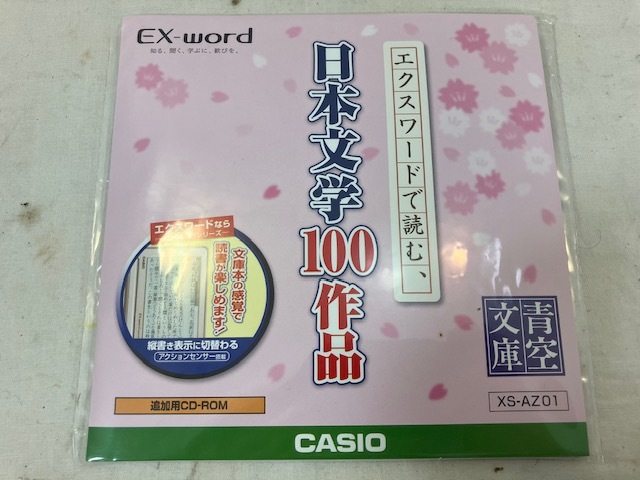 EX-word
知る、聞く、学ぶに、歓びを。
エクスワードで読む、
日本文学100作品
エクスワードなら
文庫本の感覚で
読書が楽しめます!
縦書き表示に切替わる
アクションセンサー搭載
青空
文庫
追加用CD-ROM
XS-AZ01
CASIO